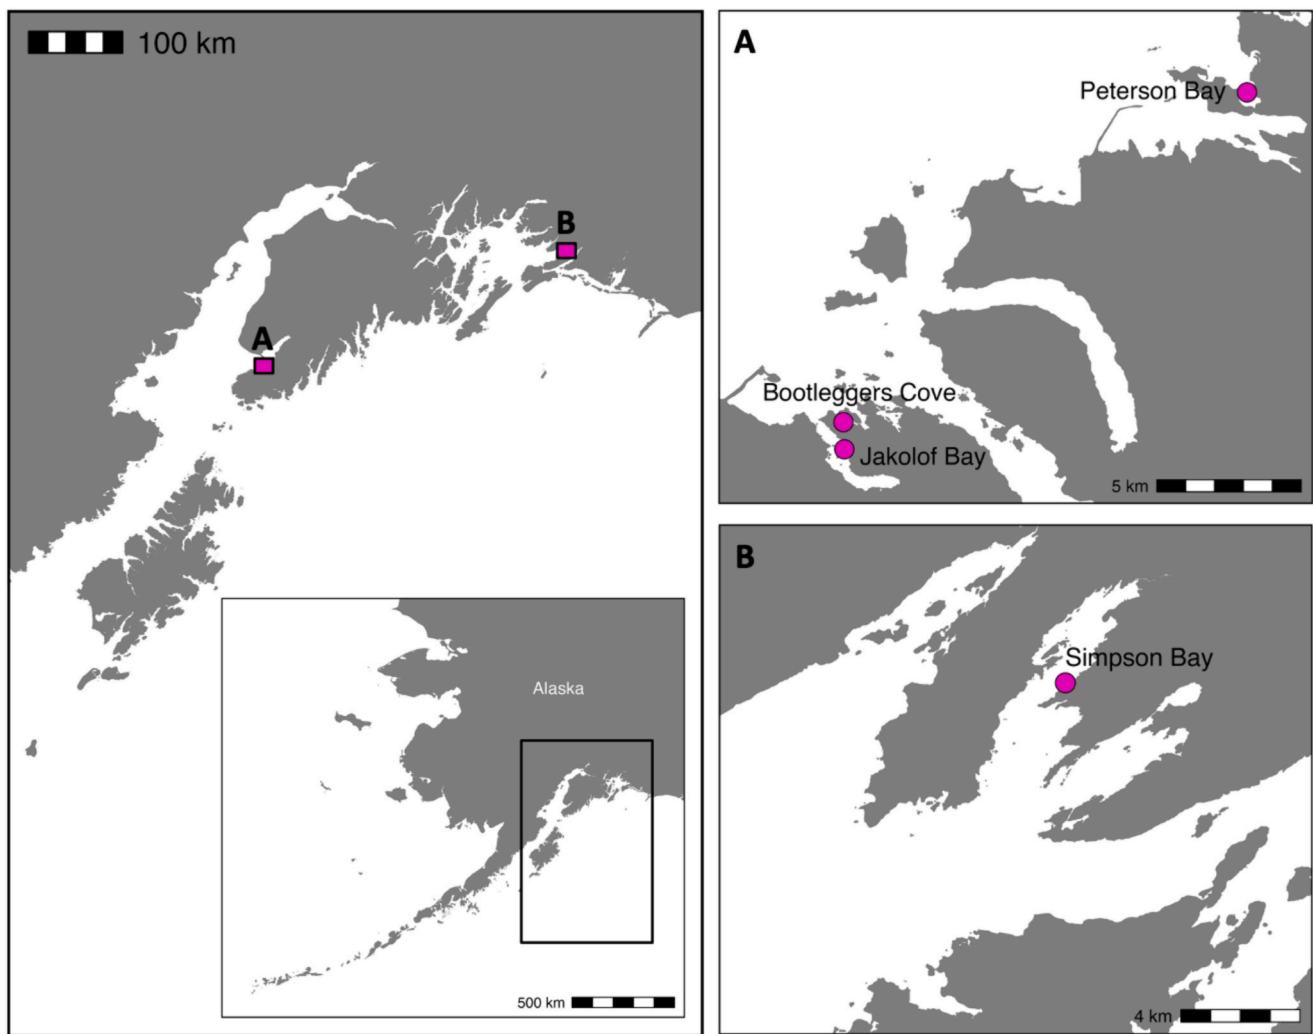 100 km
B
A
Alaska
500 km
A
Peterson Bay
Bootleggers Cove
Jakolof Bay
5 km
B
Simpson Bay
4 km